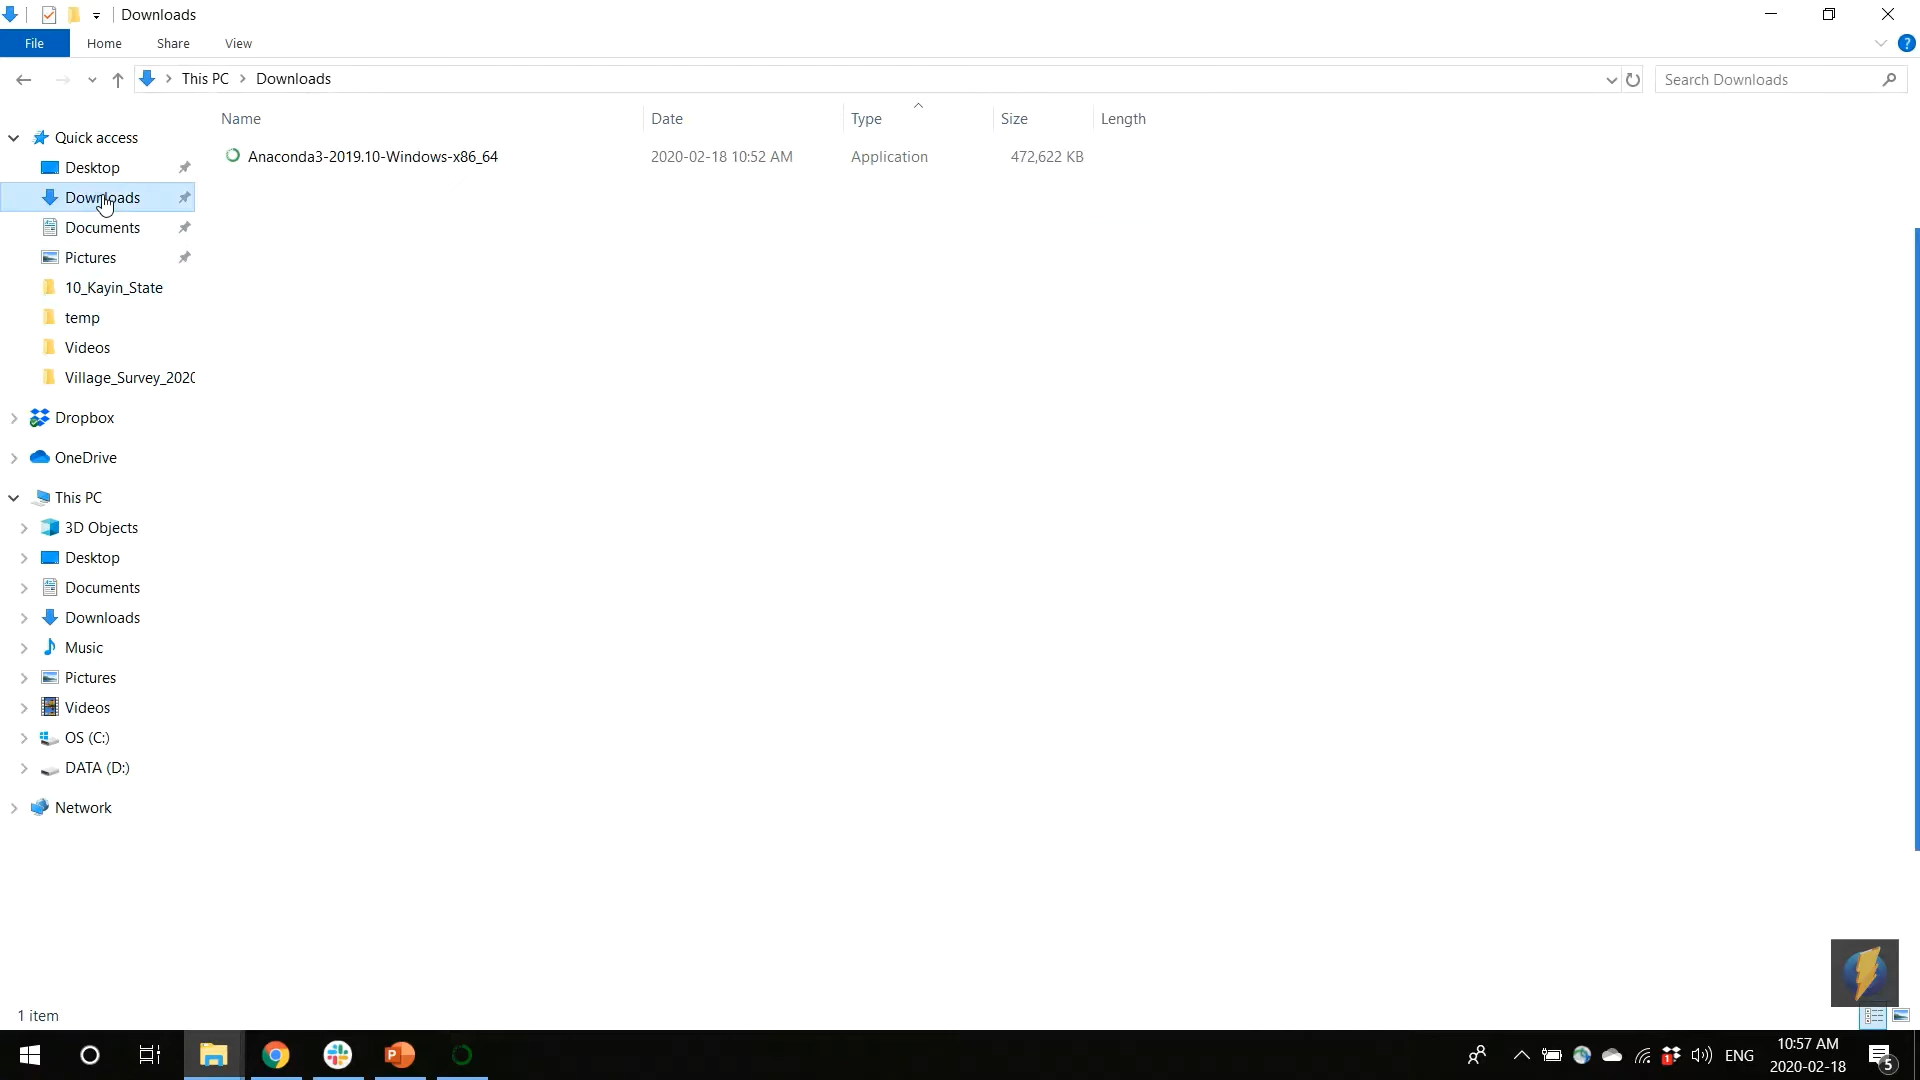 Downloads
File Home Share View
This PC Downloads
Search Downloads
Name Date Type Size Length
Anaconda3-2019.10-Windows-x86_64 2020-02-18 10:52 AM Application 472,622 KB
Quick access
Desktop
Downloads
Documents
Pictures
10_Kayin_State
temp
Videos
Village_Survey_2020
Dropbox
OneDrive
This PC
3D Objects
Desktop
Documents
Downloads
Music
Pictures
Videos
OS (C:)
DATA (D:)
Network
1 item
ENG
10:57 AM
2020-02-18
5